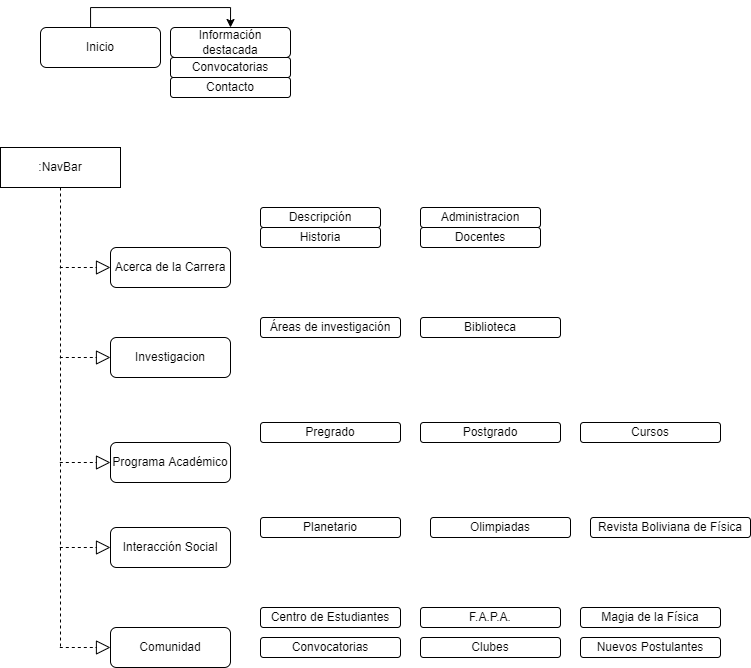 Inicio
Información
destacada
Convocatorias
Contacto
:NavBar
Descripción
Administracion
Historia
Docentes
Acerca de la Carrera
Áreas de investigación
Biblioteca
Investigacion
Pregrado
Postgrado
Cursos
Programa Académico
Planetario
Olimpiadas
Revista Boliviana de Física
Interacción Social
Centro de Estudiantes
F.A.P.A.
Magia de la Física
Comunidad
Convocatorias
Clubes
Nuevos Postulantes